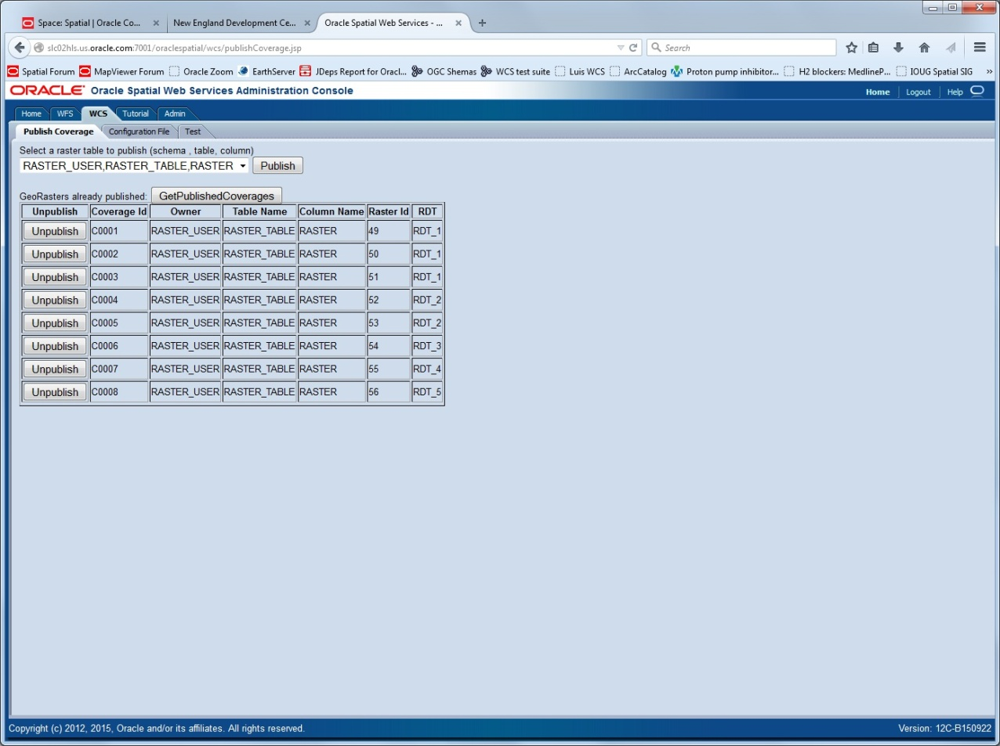 Space: Spatial | Oracle Co... × New England Development Ce... × Oracle Spatial Web Services - ... × +
slc02hls.us.oracle.com:7001/oraclespatial/wcs/publishCoverage.jsp Search
Spatial Forum MapViewer Forum Oracle Zoom EarthServer JDeps Report for Oracl... OGC Shemas WCS test suite Luis WCS ArcCatalog Proton pump inhibitor... H2 blockers: MedlineP... IOUG Spatial SIG »
ORACLE Oracle Spatial Web Services Administration Console Home Logout Help
Home WFS WCS Tutorial Admin
Publish Coverage Configuration File Test
Select a raster table to publish (schema , table, column)
RASTER_USER,RASTER_TABLE,RASTER Publish
GeoRasters already published: GetPublishedCoverages
Unpublish Coverage Id Owner Table Name Column Name Raster Id RDT
Unpublish C0001 RASTER_USER RASTER_TABLE RASTER 49 RDT_1
Unpublish C0002 RASTER_USER RASTER_TABLE RASTER 50 RDT_1
Unpublish C0003 RASTER_USER RASTER_TABLE RASTER 51 RDT_1
Unpublish C0004 RASTER_USER RASTER_TABLE RASTER 52 RDT_2
Unpublish C0005 RASTER_USER RASTER_TABLE RASTER 53 RDT_2
Unpublish C0006 RASTER_USER RASTER_TABLE RASTER 54 RDT_3
Unpublish C0007 RASTER_USER RASTER_TABLE RASTER 55 RDT_4
Unpublish C0008 RASTER_USER RASTER_TABLE RASTER 56 RDT_5
Copyright (c) 2012, 2015, Oracle and/or its affiliates. All rights reserved. Version: 12C-B150922